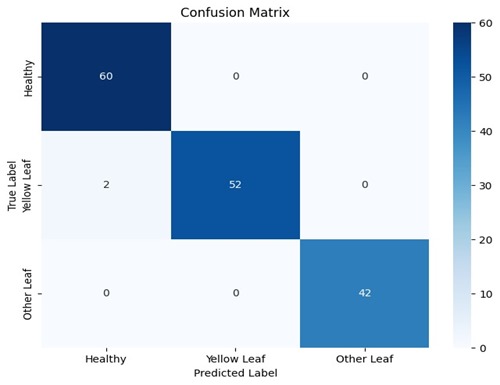 Confusion Matrix
Healthy
60 0 0
60
50
40
True Label
Yellow Leaf
2 52 0
30
20
Other Leaf
0 0 42
10
0
Healthy Yellow Leaf Other Leaf
Predicted Label